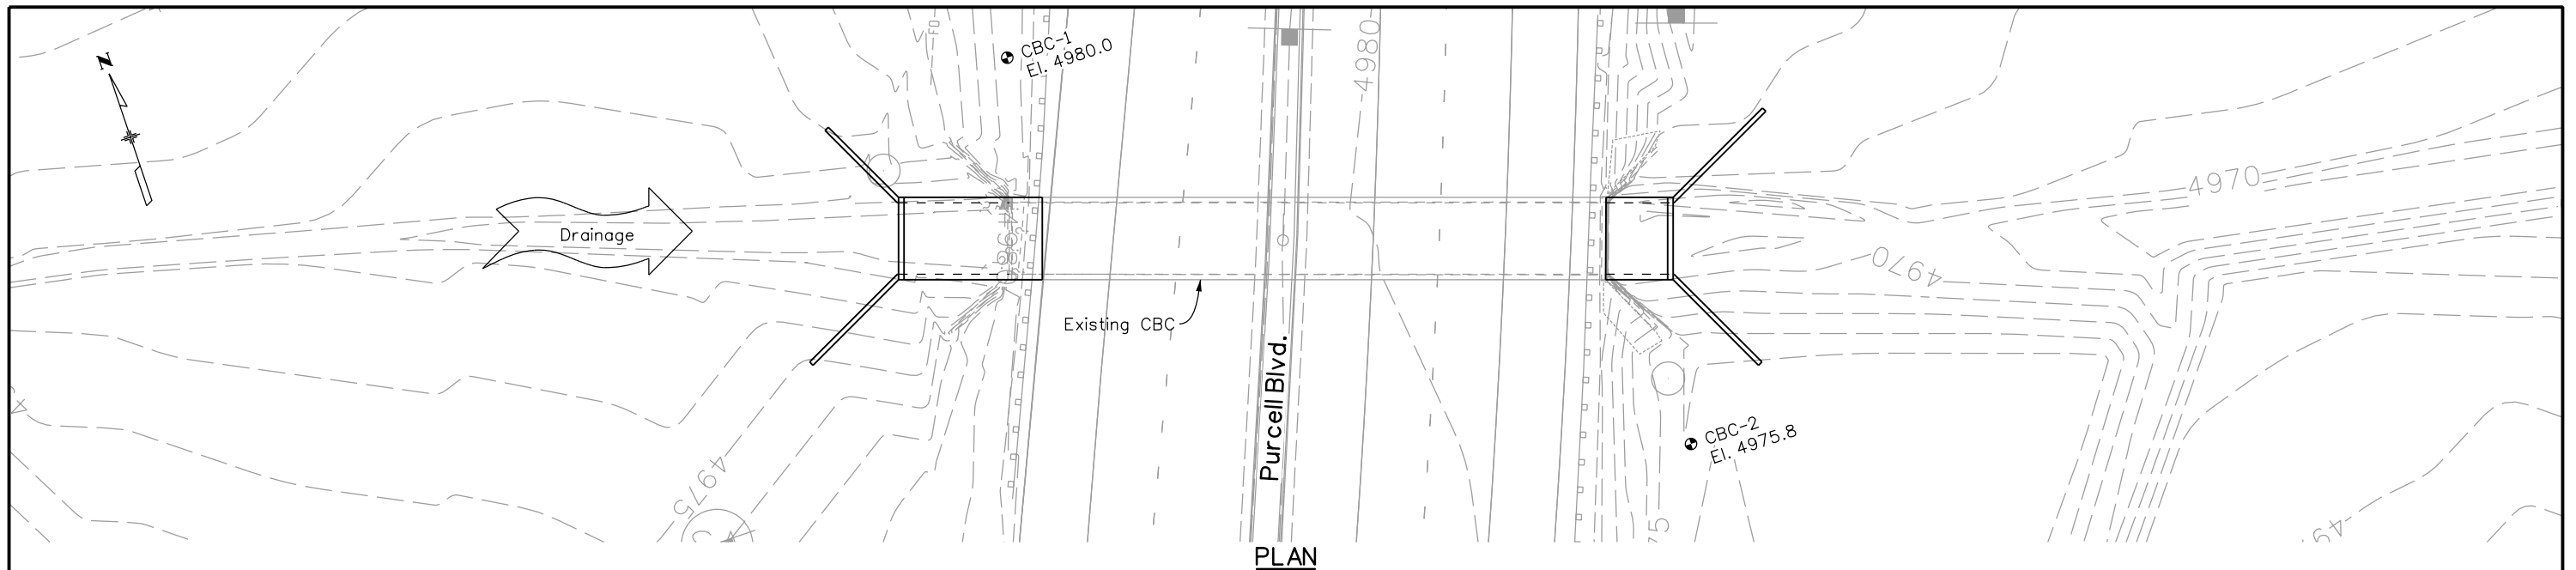 N
CBC-1
El. 4980.0
4980
4970
Drainage
4970
Existing CBC
Purcell Blvd.
CBC-2
El. 4975.8
4975
PLAN